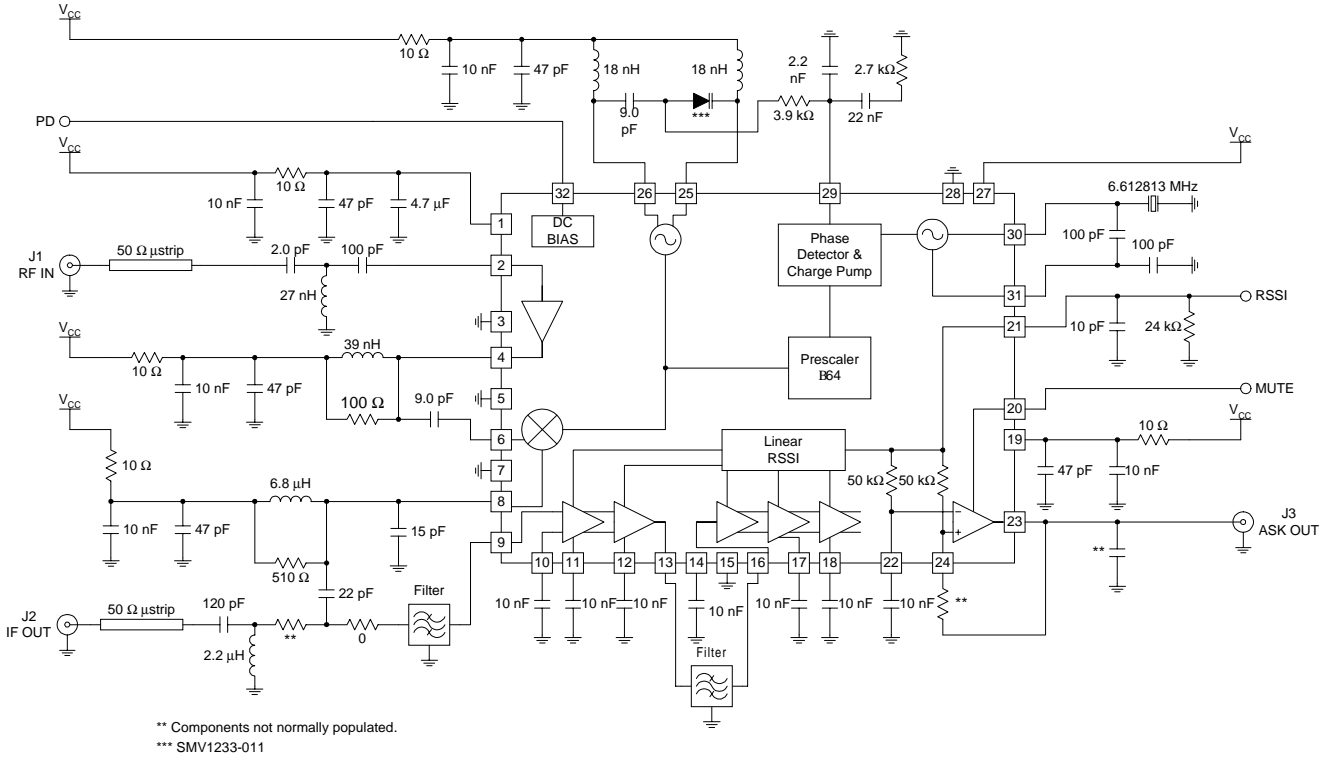 V_CC
10 Ω
10 nF
47 pF
18 nH
18 nH
9.0
pF
***
3.9 kΩ
2.2
nF
2.7 kΩ
22 nF
PD
V_CC
10 Ω
10 nF
47 pF
4.7 µF
32
26
25
29
28
27
V_CC
6.612813 MHz
1
DC
BIAS
30
100 pF
100 pF
Phase
Detector &
Charge Pump
J1
RF IN
50 Ω µstrip
2.0 pF
100 pF
27 nH
2
31
RSSI
3
21
10 pF
24 kΩ
V_CC
10 Ω
10 nF
47 pF
39 nH
4
Prescaler
B64
100 Ω
9.0 pF
5
20
MUTE
V_CC
10 Ω
6
Linear
RSSI
19
V_CC
10 Ω
47 pF
10 nF
7
50 kΩ
50 kΩ
6.8 µH
8
10 nF
47 pF
15 pF
−
+
23
J3
ASK OUT
**
9
510 Ω
10
11
12
13
14
15
16
17
18
22
24
22 pF
Filter
10 nF
10 nF
10 nF
10 nF
10 nF
10 nF
10 nF
**
J2
IF OUT
50 Ω µstrip
120 pF
**
0
2.2 µH
Filter
** Components not normally populated.
*** SMV1233-011